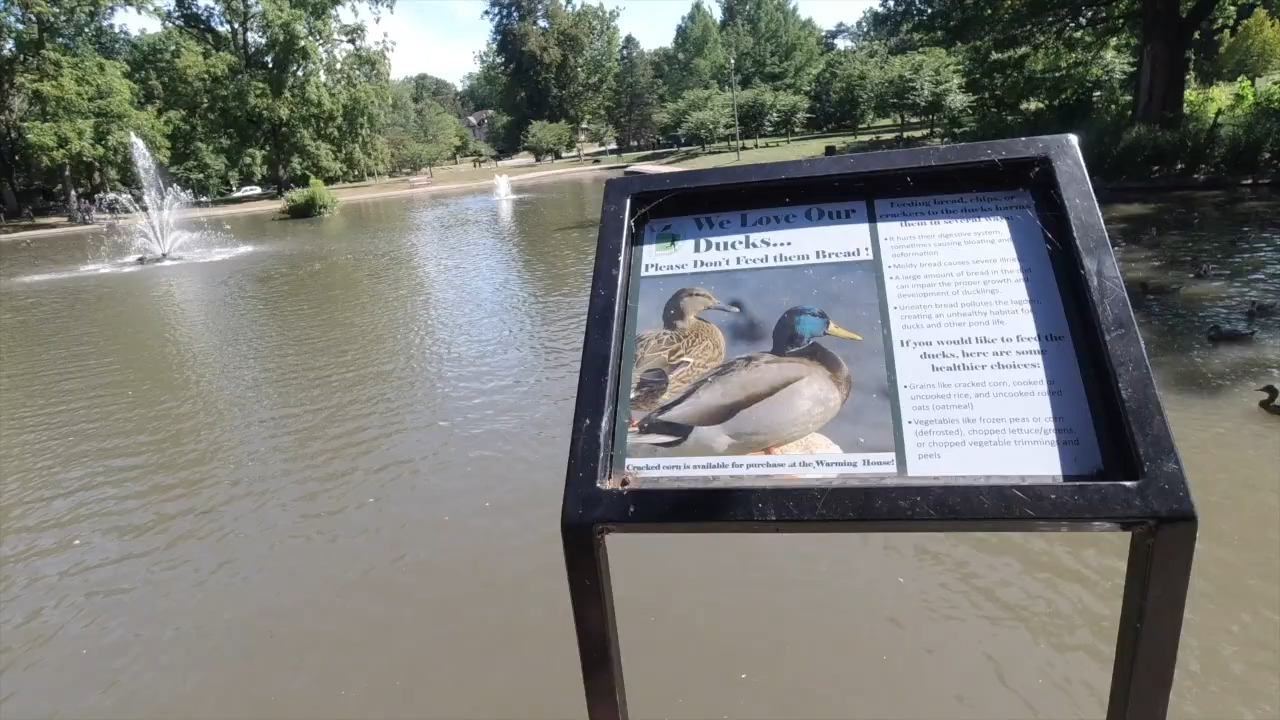 We Love Our
Ducks...
Please Don't Feed them Bread !
Cracked corn is available for purchase at the Warming House!
Feeding bread, chips, or
crackers to the ducks harms
them in several ways:
• It hurts their digestive system,
sometimes causing bloating and
deformation.
• Moldy bread causes severe illness.
• A large amount of bread in the diet
can impair the proper growth and
development of ducklings.
• Uneaten bread pollutes the lagoon,
creating an unhealthy habitat for
ducks and other pond life.
If you would like to feed the
ducks, here are some
healthier choices:
• Grains like cracked corn, cooked or
uncooked rice, and uncooked rolled
oats (oatmeal)
• Vegetables like frozen peas or corn
(defrosted), chopped lettuce/greens,
or chopped vegetable trimmings and
peels